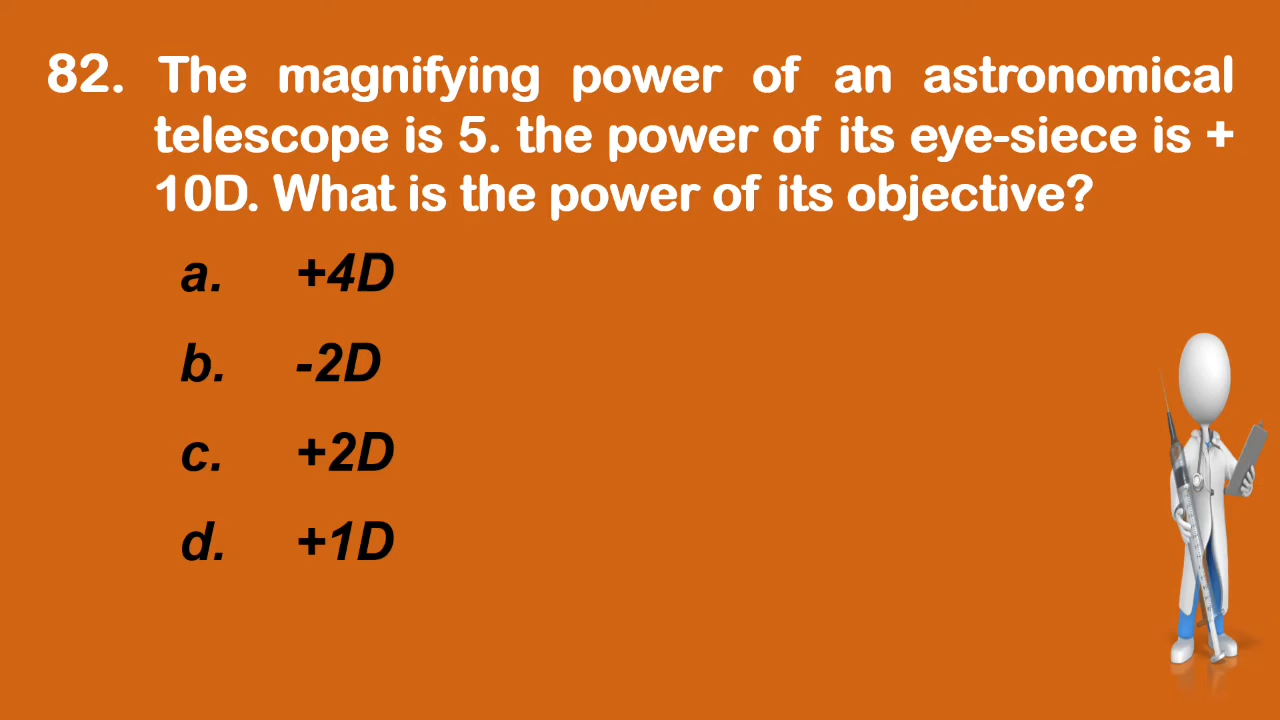 82. The magnifying power of an astronomical
telescope is 5. the power of its eye-siece is +
10D. What is the power of its objective?
a. +4D
b. -2D
c. +2D
d. +1D